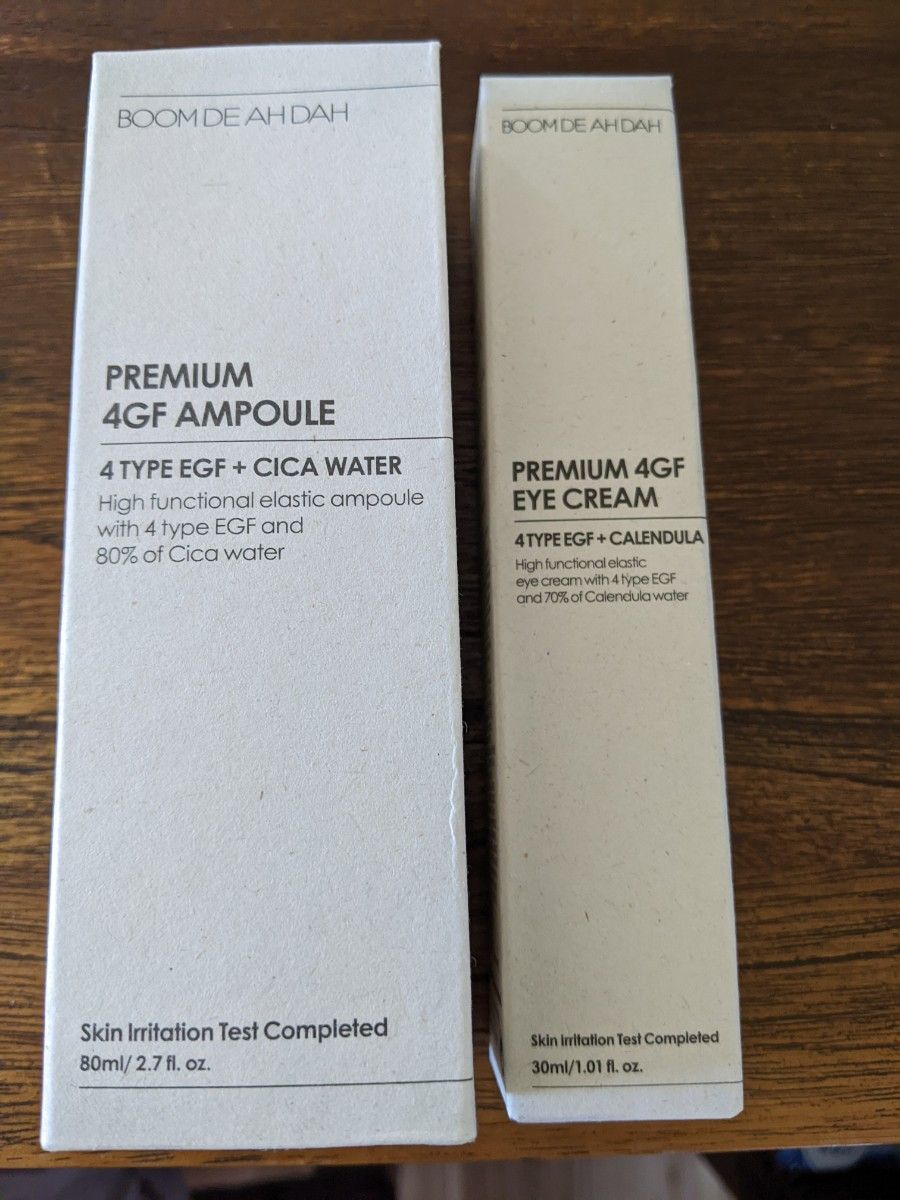 BOOM DE AH DAH
PREMIUM
4GF AMPOULE
4 TYPE EGF + CICA WATER
High functional elastic ampoule
with 4 type EGF and
80% of Cica water
Skin Irritation Test Completed
80ml/ 2.7 fl. oz.
BOOM DE AH DAH
PREMIUM 4GF
EYE CREAM
4 TYPE EGF + CALENDULA
High functional elastic
eye cream with 4 type EGF
and 70% of Calendula water
Skin Irritation Test Completed
30ml/1.01 fl. oz.